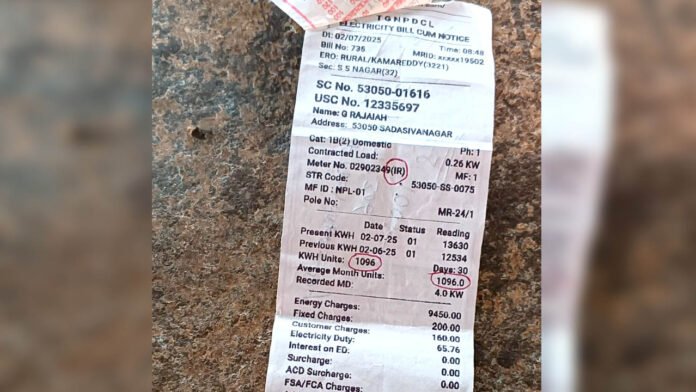 TGNPDCL
ELECTRICITY BILL CUM NOTICE
Dt: 02/07/2025 Time: 08:48
Bill No: 735 MRID: xxxxx19502
ERO: RURAL/KAMAREDDY(3221)
Sec: S.S NAGAR(37)
SC No. 53050-01616
USC No. 12335697
Name: G RAJAIAH
Address: 53050 SADASIVANAGAR
Cat: 1B(2) Domestic Ph: 1
Contracted Load: 0.26 KW
Meter No. 02902349(IR) MF: 1
STR Code: 53050-SS-0075
MF ID : NPL-01
Pole No: MR-24/1
Date Status Reading
Present KWH 02-07-25 01 13630
Previous KWH 02-06-25 01 12534
KWH Units: 1096 Days: 30
Average Month Units: 1096.0
Recorded MD: 4.0 KW
Energy Charges: 9450.00
Fixed Charges: 200.00
Customer Charges: 160.00
Electricity Duty: 65.76
Interest on ED: 0.00
Surcharge: 0.00
ACD Surcharge: 0.00
FSA/FCA Charges: